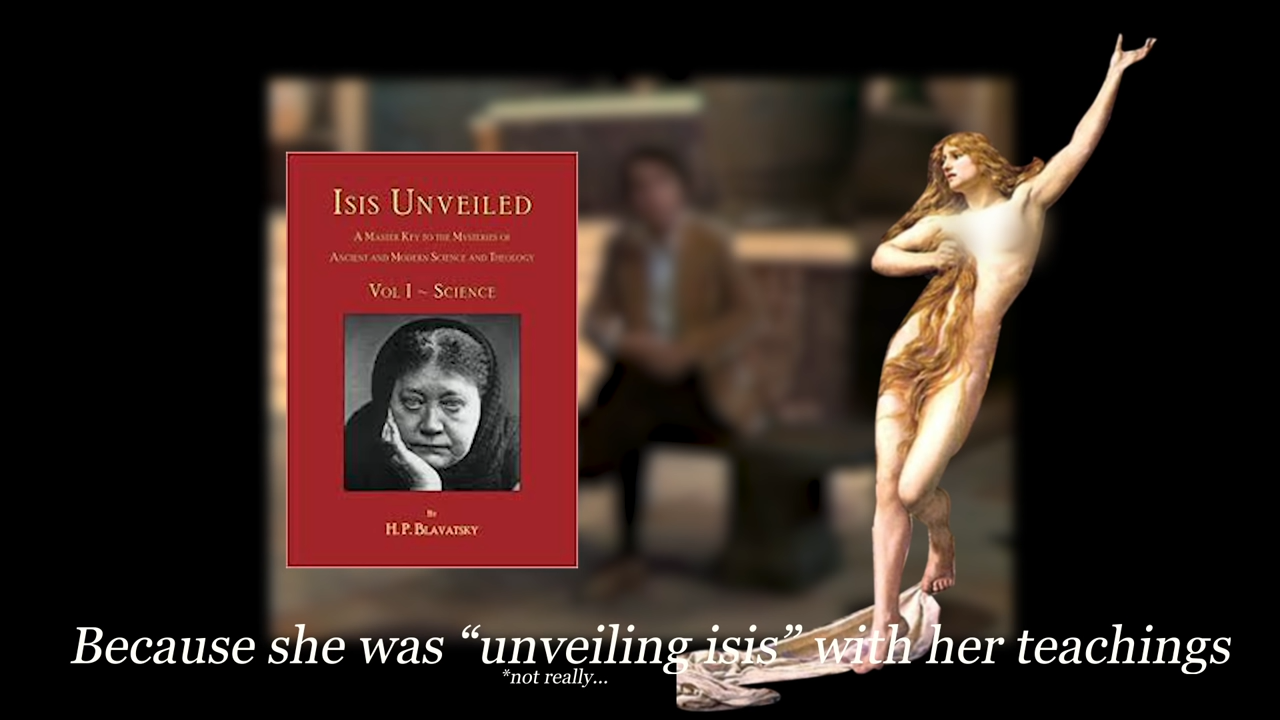 ISIS UNVEILED
A MASTER KEY TO THE MYSTERIES OF
ANCIENT AND MODERN SCIENCE AND THEOLOGY
VOL I ~ SCIENCE
BY
H.P. BLAVATSKY
Because she was “unveiling isis” with her teachings
*not really...